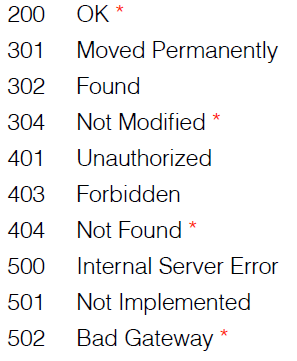 200 OK *
301 Moved Permanently
302 Found
304 Not Modified *
401 Unauthorized
403 Forbidden
404 Not Found *
500 Internal Server Error
501 Not Implemented
502 Bad Gateway *